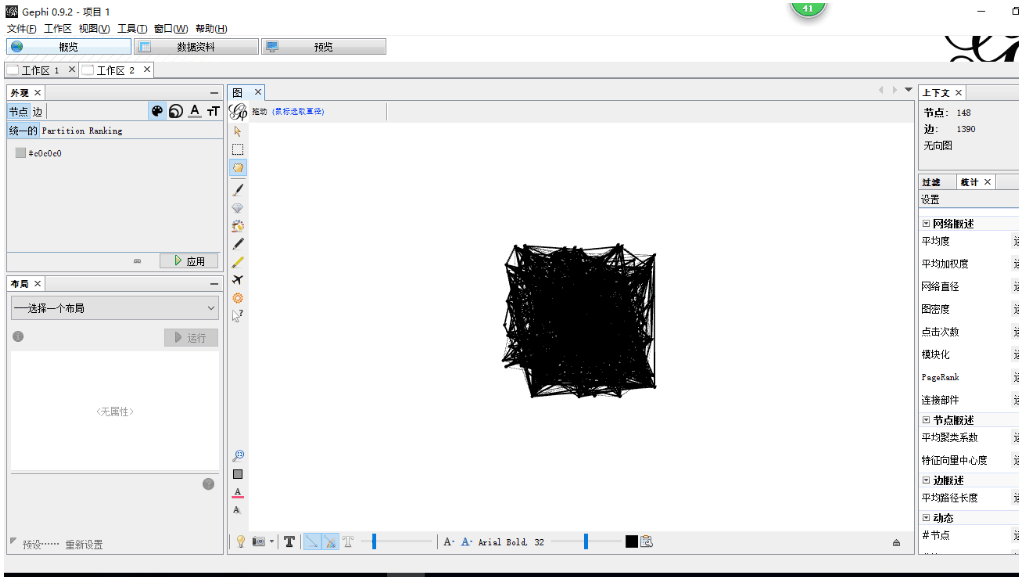 Gephi 0.9.2 - 项目 1
41
文件(F) 工作区 视图(V) 工具(T) 窗口(W) 帮助(H)
概览 数据资料 预览
工作区 1 × 工作区 2 ×
外观 ×
节点 边
统一的 Partition Ranking
#c0c0c0
应用
布局 ×
---选择一个布局
运行
<无属性>
预设…… 重新设置
图 ×
拖动 (鼠标选取直径)
Arial Bold, 32
上下文 ×
节点: 148
边: 1390
无向图
过滤 统计 ×
设置
网络概述
平均度
平均加权度
网络直径
图密度
点击次数
模块化
PageRank
连接部件
节点概述
平均聚类系数
特征向量中心度
边概述
平均路径长度
动态
#节点